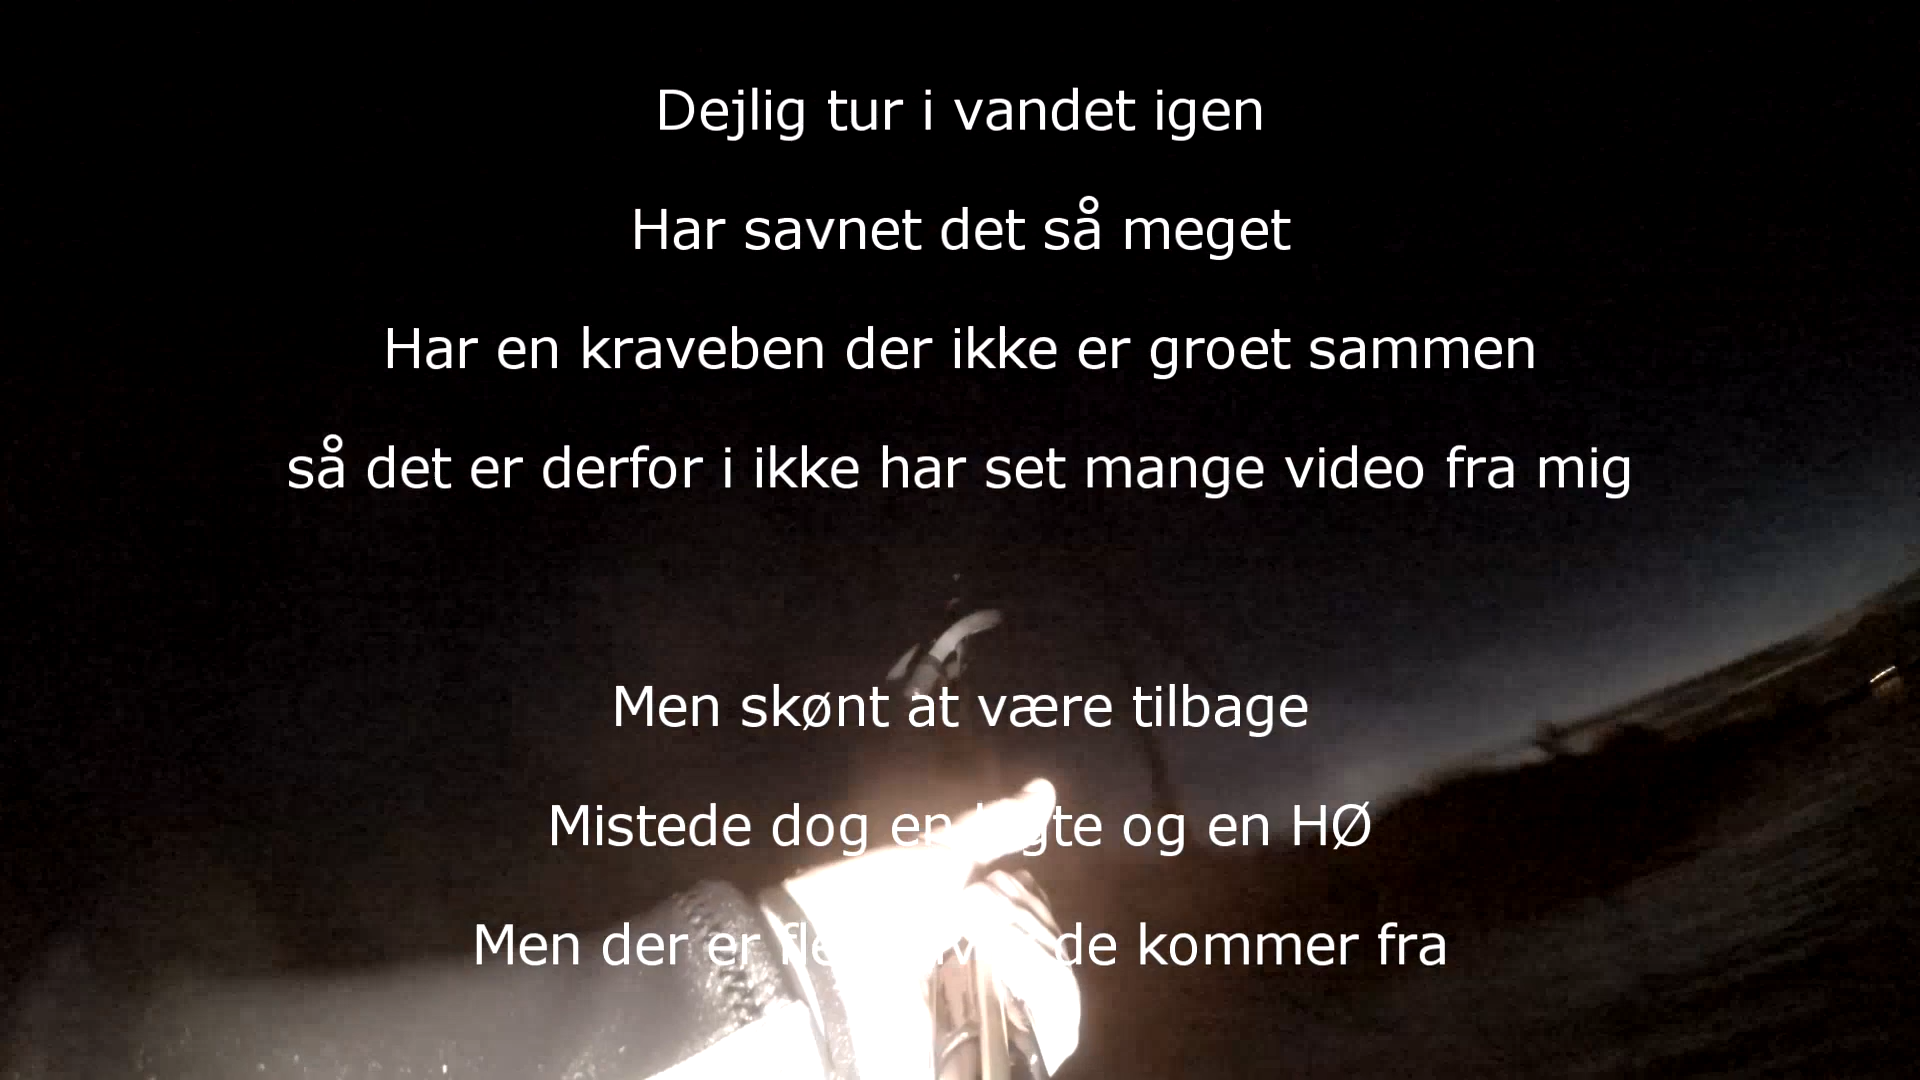 Dejlig tur i vandet igen
Har savnet det så meget
Har en kraveben der ikke er groet sammen
så det er derfor i ikke har set mange video fra mig
Men skønt at være tilbage
Mistede dog en og en HØ
Men der er de kommer fra